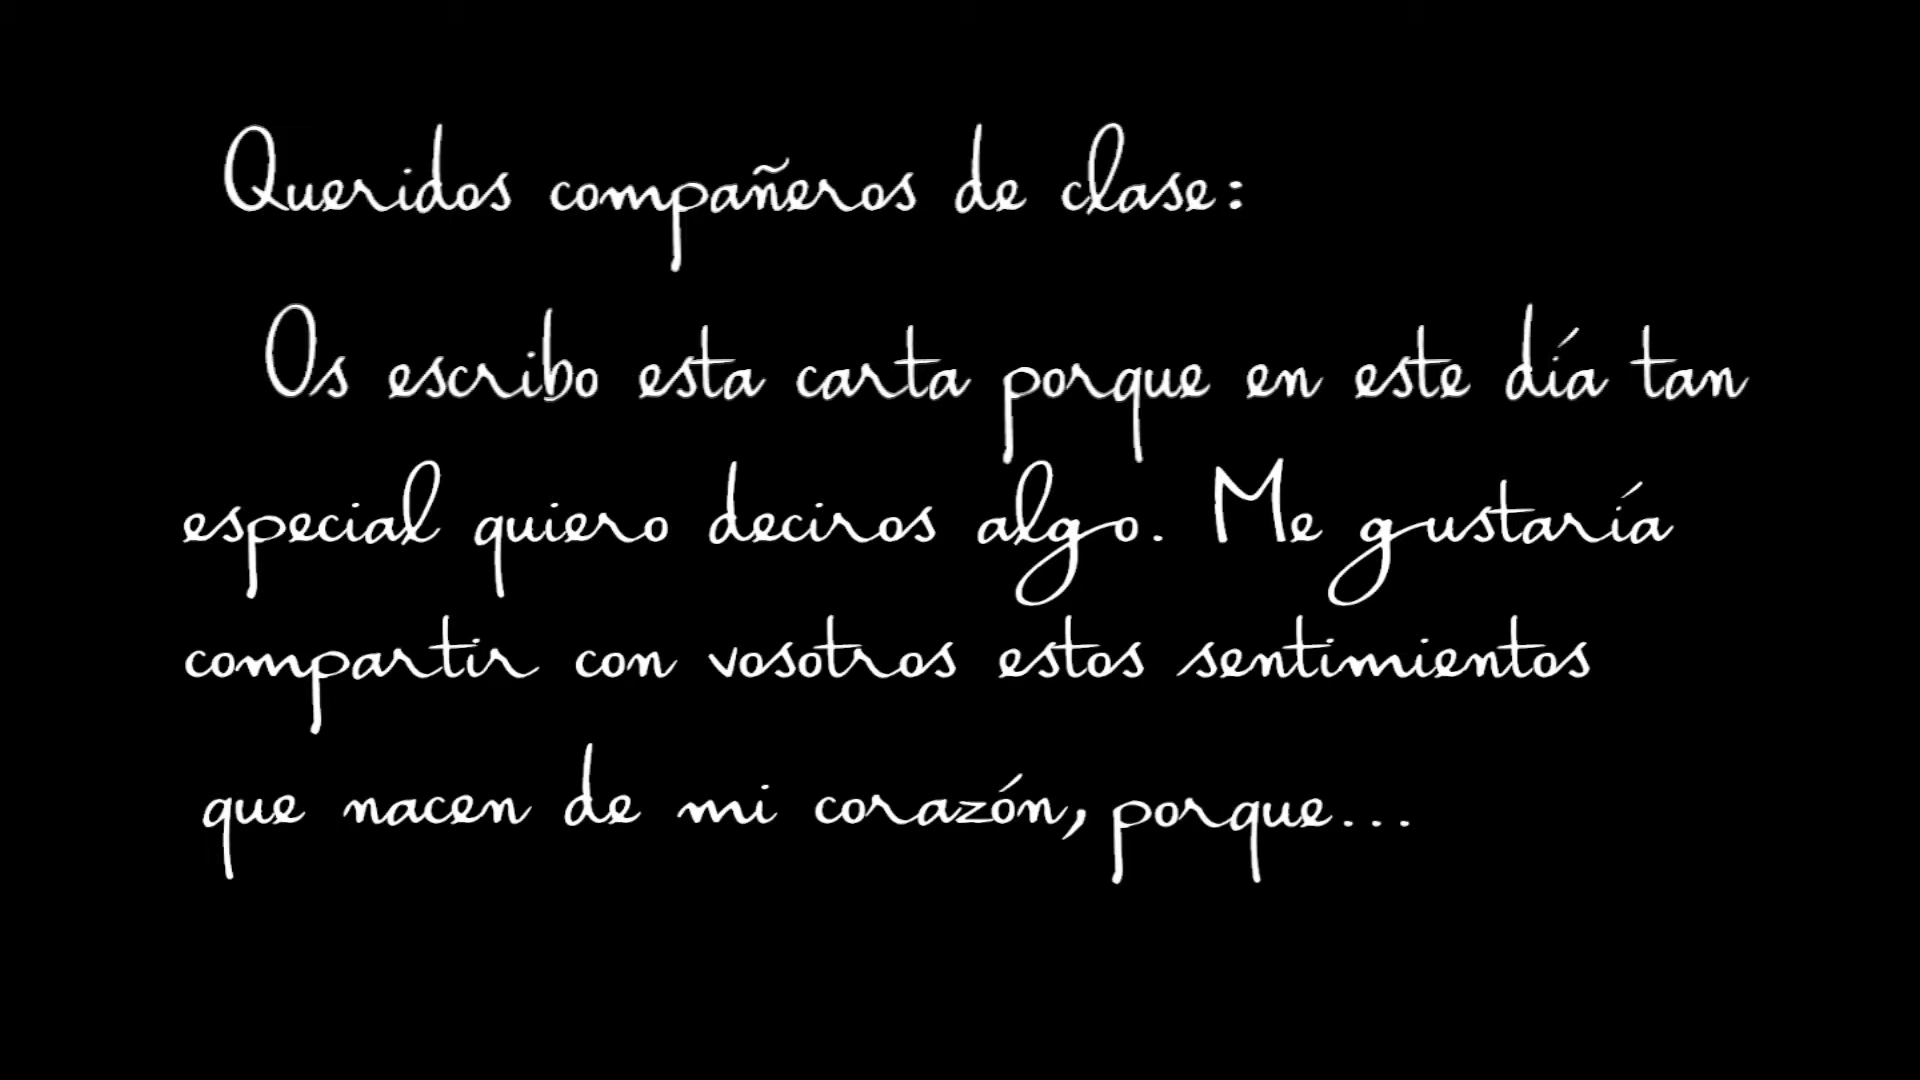 Queridos compañeros de clase:
Os escribo esta carta porque en este día tan
especial quiero deciros algo. Me gustaría
compartir con vosotros estos sentimientos
que nacen de mi corazón, porque...